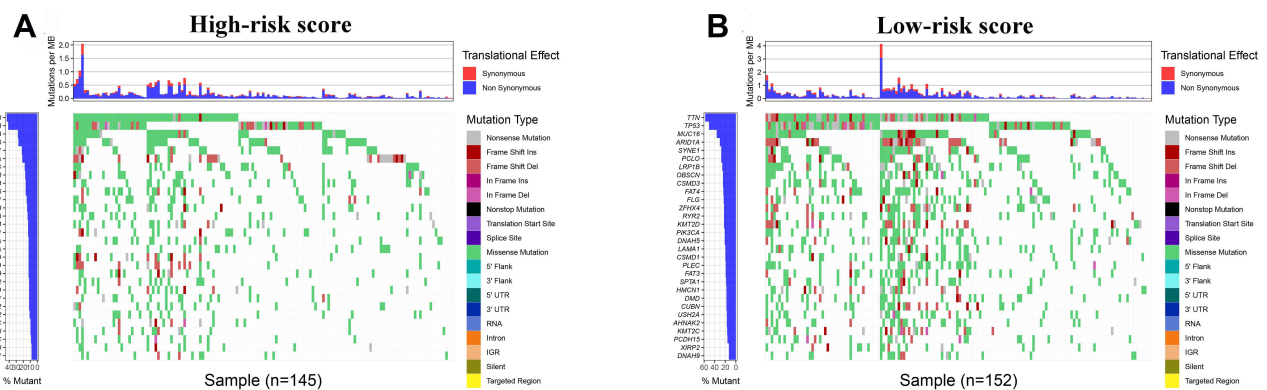 A
High-risk score
Mutations per MB
2.0
1.5
1.0
0.5
0.0
Translational Effect
Synonymous
Non Synonymous
Mutation Type
Nonsense Mutation
Frame Shift Ins
Frame Shift Del
In Frame Ins
In Frame Del
Nonstop Mutation
Translation Start Site
Splice Site
Missense Mutation
5' Flank
3' Flank
5' UTR
3' UTR
RNA
Intron
IGR
Silent
Targeted Region
% Mutant
Sample (n=145)
B
Low-risk score
Mutations per MB
4
3
2
1
0
Translational Effect
Synonymous
Non Synonymous
TTN
TP53
MUC16
ARID1A
SYNE1
PCLO
LRP1B
OBSCN
CSMD3
FAT4
FLG
ZFHX4
RYR2
KMT2D
PIK3CA
DNAH5
LAMA1
CSMD1
PLEC
FAT3
SPTA1
HMCN1
DMD
CUBN
USH2A
AHNAK2
KMT2C
PCDH15
XIRP2
DNAH9
60 40 20 0
% Mutant
Sample (n=152)
Mutation Type
Nonsense Mutation
Frame Shift Ins
Frame Shift Del
In Frame Ins
In Frame Del
Nonstop Mutation
Translation Start Site
Splice Site
Missense Mutation
5' Flank
3' Flank
5' UTR
3' UTR
RNA
Intron
IGR
Silent
Targeted Region